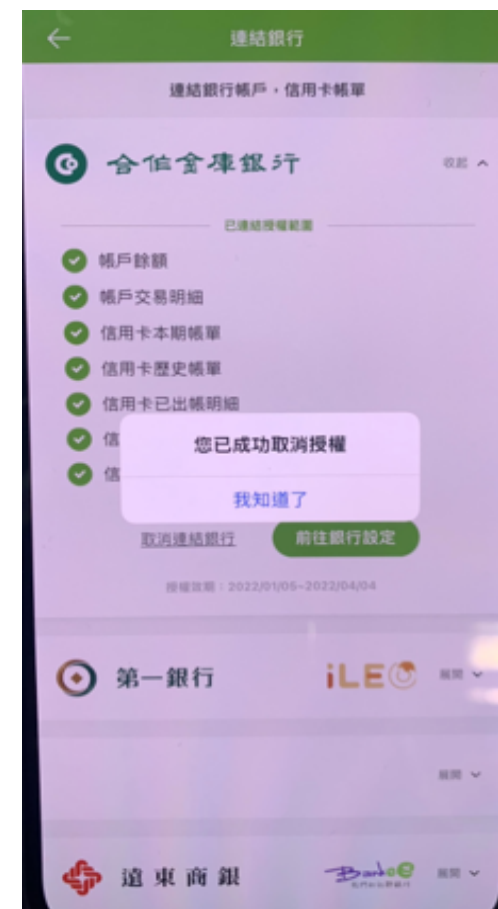 連結銀行
連結銀行帳戶，信用卡帳單
合作金庫銀行
收起
已連結授權範圍
帳戶餘額
帳戶交易明細
信用卡本期帳單
信用卡歷史帳單
信用卡已出帳明細
信
信
您已成功取消授權
我知道了
取消連結銀行
前往銀行設定
授權效期：2022/01/05~2022/04/04
第一銀行
iLEO
展開
展開
遠東商銀
Bankee
展開